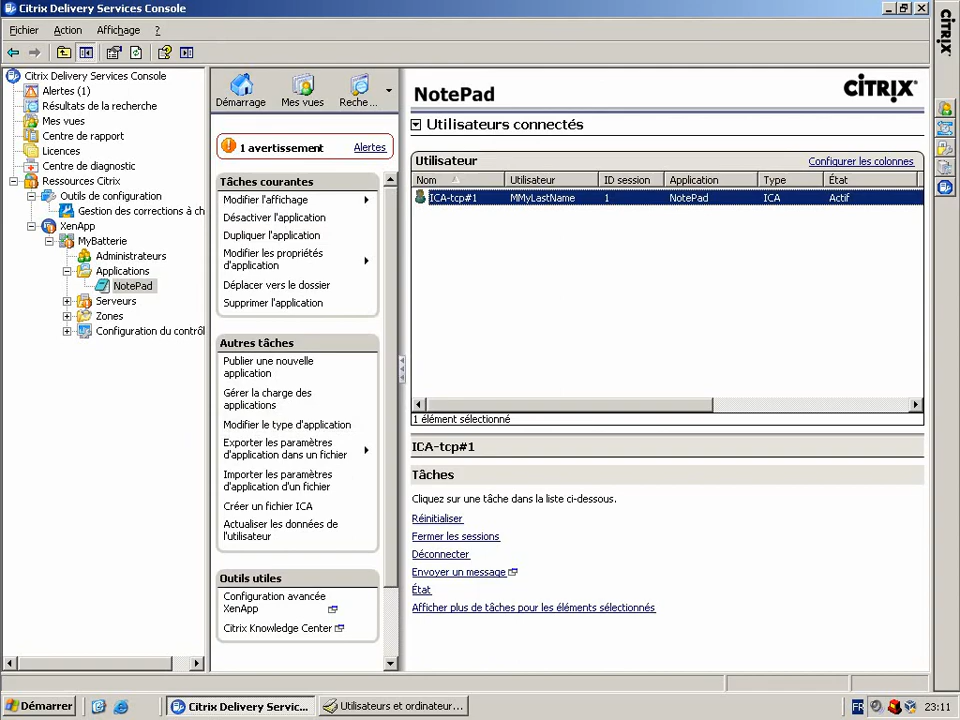 Citrix Delivery Services Console
Fichier Action Affichage ?
Citrix Delivery Services Console
Alertes (1)
Résultats de la recherche
Mes vues
Centre de rapport
Licences
Centre de diagnostic
Ressources Citrix
Outils de configuration
Gestion des corrections à ch
XenApp
MyBatterie
Administrateurs
Applications
NotePad
Serveurs
Zones
Configuration du contrôl
Démarrage Mes vues Reche...
1 avertissement Alertes
Tâches courantes
Modifier l'affichage
Désactiver l'application
Dupliquer l'application
Modifier les propriétés
d'application
Déplacer vers le dossier
Supprimer l'application
Autres tâches
Publier une nouvelle
application
Gérer la charge des
applications
Modifier le type d'application
Exporter les paramètres
d'application dans un fichier
Importer les paramètres
d'application d'un fichier
Créer un fichier ICA
Actualiser les données de
l'utilisateur
Outils utiles
Configuration avancée
XenApp
Citrix Knowledge Center
NotePad CITRIX
Utilisateurs connectés
Utilisateur Configurer les colonnes
Nom Utilisateur ID session Application Type État
ICA-tcp#1 MMyLastName 1 NotePad ICA Actif
1 élément sélectionné
ICA-tcp#1
Tâches
Cliquez sur une tâche dans la liste ci-dessous.
Réinitialiser
Fermer les sessions
Déconnecter
Envoyer un message
État
Afficher plus de tâches pour les éléments sélectionnés
CITRIX
Démarrer Citrix Delivery Servic... Utilisateurs et ordinateur... FR 23:11